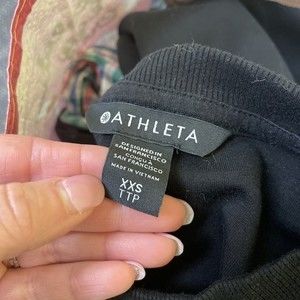 ATHLETA
DESIGNED IN
SAN FRANCISCO
CONÇU À
SAN FRANCISCO
MADE IN VIETNAM
XXS
TTP